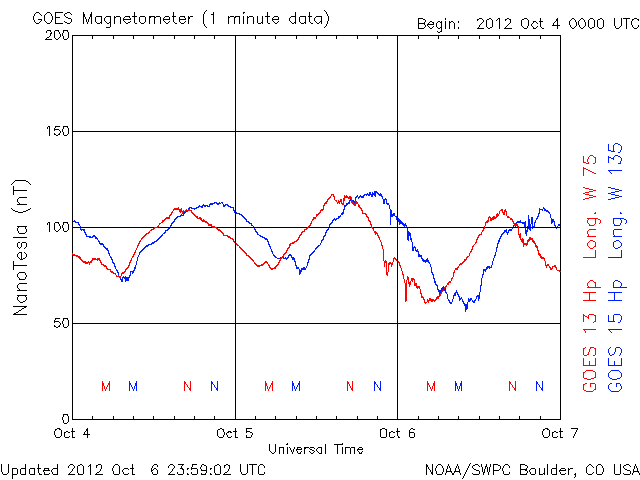 GOES Magnetometer (1 minute data)
Begin: 2012 Oct 4 0000 UTC
200
150
100
50
0
NanoTesla (nT)
M M N N M M N N M M N N
Oct 4 Oct 5 Oct 6 Oct 7
Universal Time
GOES 13 Hp Long. W 75
GOES 15 Hp Long. W 135
Updated 2012 Oct 6 23:59:02 UTC
NOAA/SWPC Boulder, CO USA